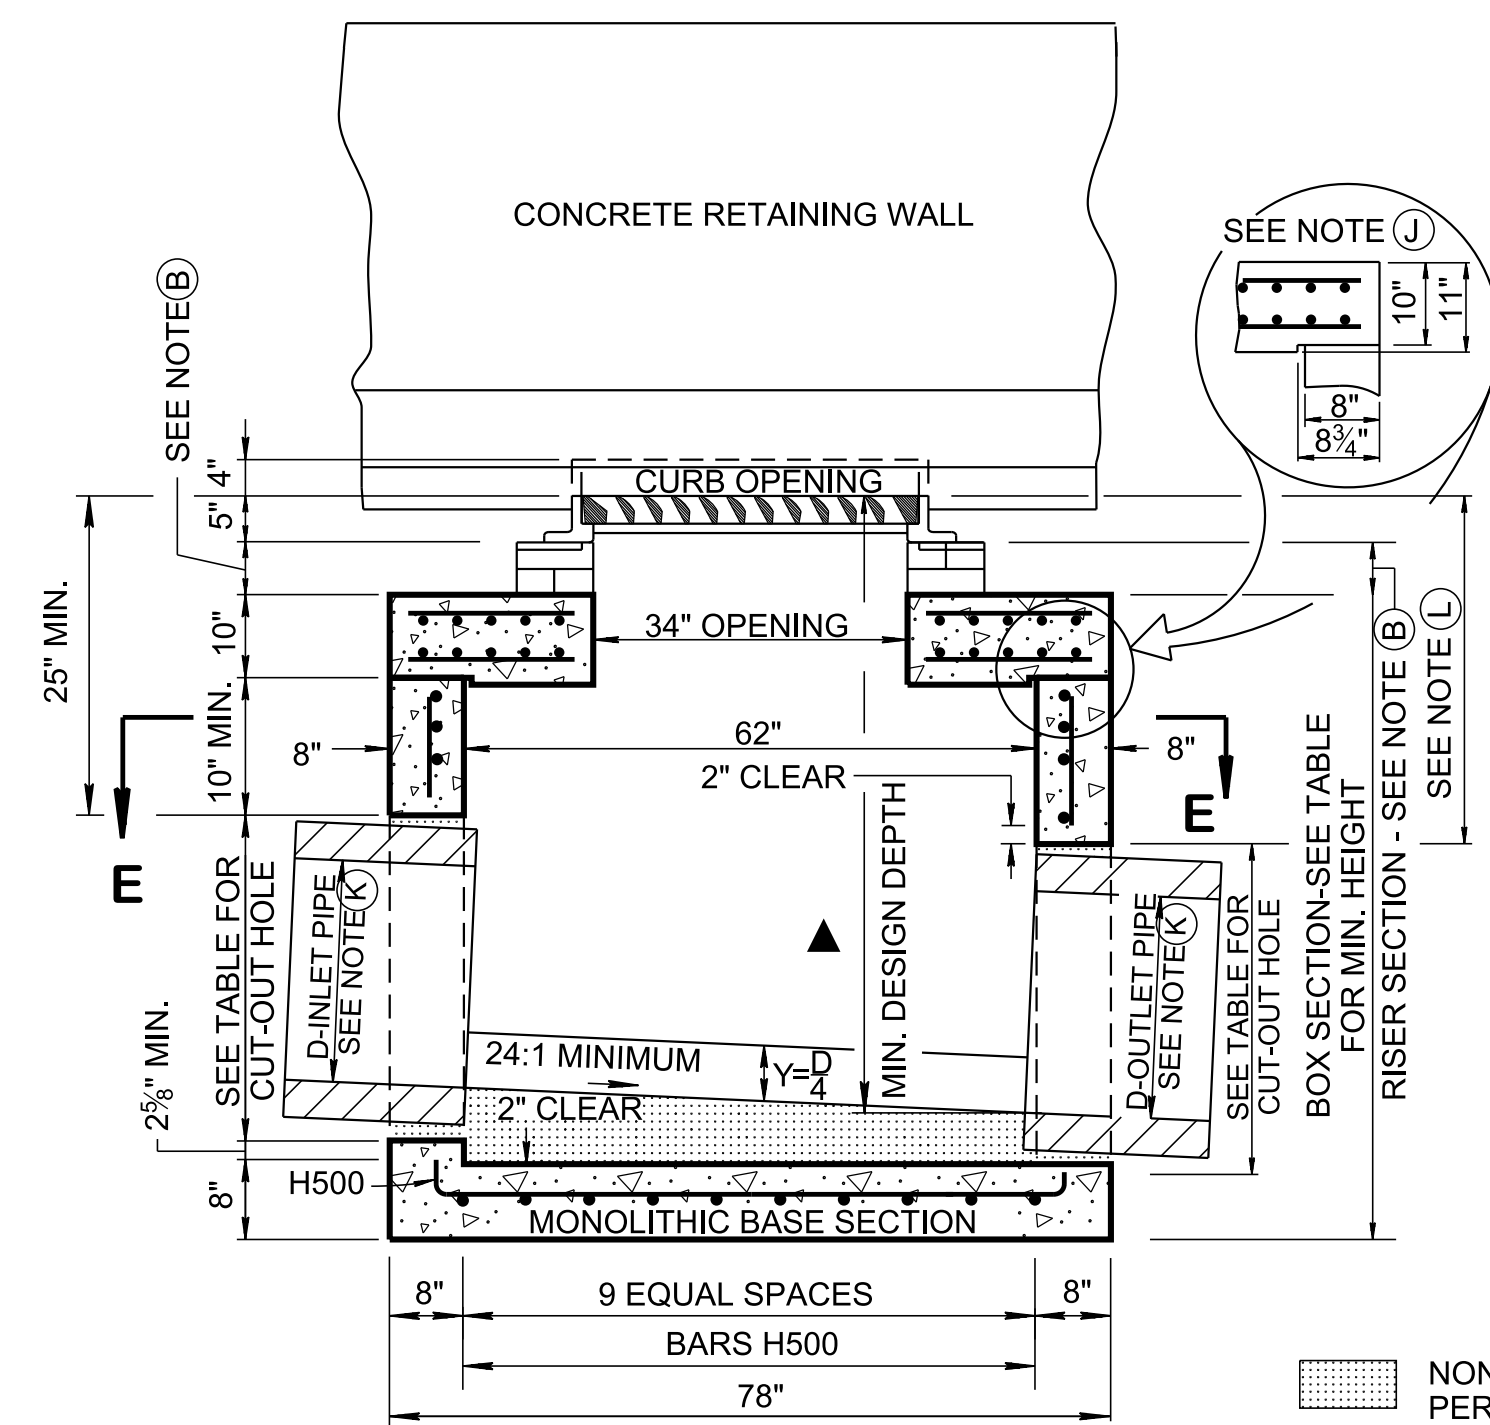 CONCRETE RETAINING WALL
SEE NOTE J
10"
11"
8"
8¾"
SEE NOTE B
4"
5"
CURB OPENING
25" MIN.
10"
34" OPENING
10" MIN.
8"
62"
8"
2" CLEAR
E
E
SEE NOTE L
RISER SECTION - SEE NOTE B
BOX SECTION-SEE TABLE
FOR MIN. HEIGHT
MIN. DESIGN DEPTH
SEE TABLE FOR
CUT-OUT HOLE
D-INLET PIPE
SEE NOTE K
D-OUTLET PIPE
SEE NOTE K
SEE TABLE FOR
CUT-OUT HOLE
24:1 MINIMUM
Y=D/4
2" CLEAR
2⅝" MIN.
8"
H500
MONOLITHIC BASE SECTION
8"
9 EQUAL SPACES
8"
BARS H500
78"
NON
PER